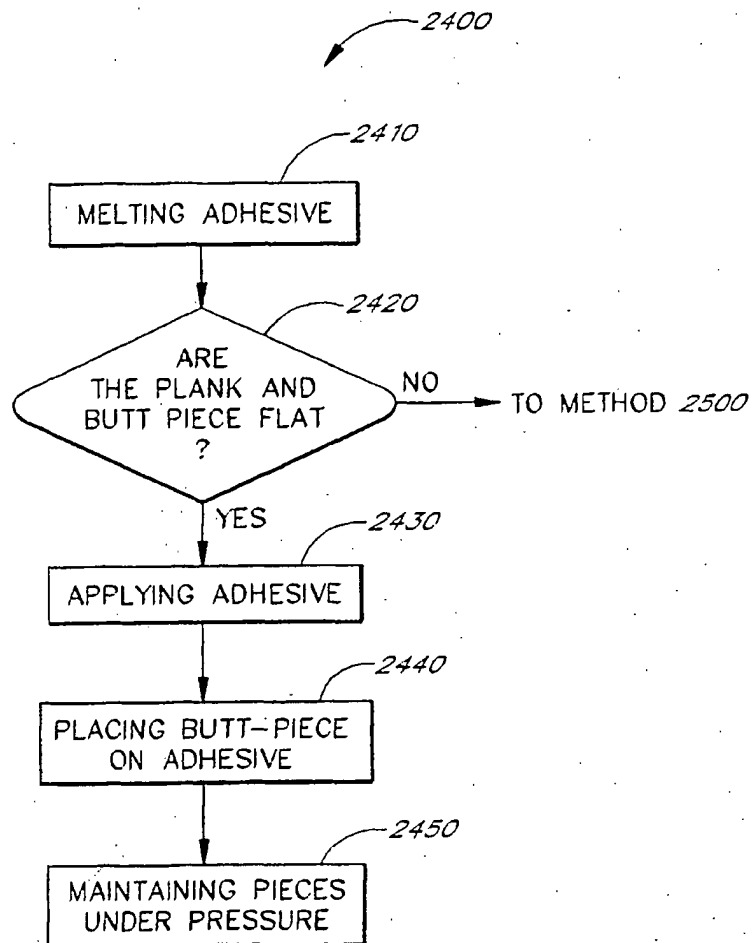 2400
2410
MELTING ADHESIVE
2420
ARE
THE PLANK AND
BUTT PIECE FLAT
?
NO
TO METHOD 2500
YES
2430
APPLYING ADHESIVE
2440
PLACING BUTT-PIECE
ON ADHESIVE
2450
MAINTAINING PIECES
UNDER PRESSURE